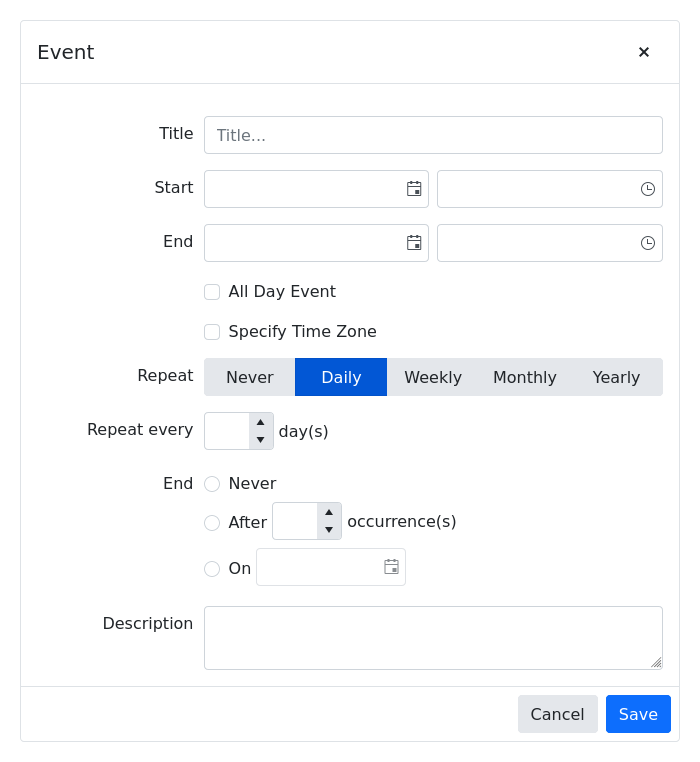 Event
Title Title...
Start
End
All Day Event
Specify Time Zone
Repeat Never Daily Weekly Monthly Yearly
Repeat every day(s)
End Never
After occurrence(s)
On
Description
Cancel Save